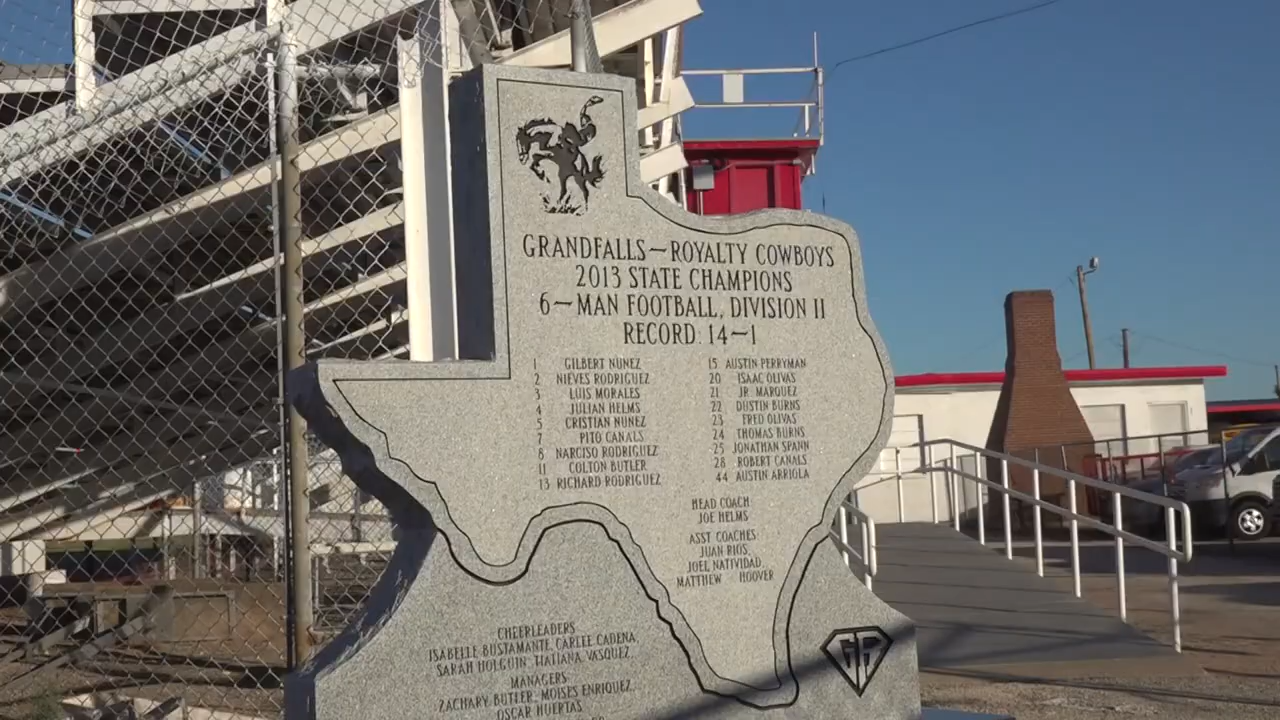 GRANDFALLS–ROYALTY COWBOYS
2013 STATE CHAMPIONS
6–MAN FOOTBALL, DIVISION II
RECORD: 14–1
1 GILBERT NUNEZ
2 NIEVES RODRIGUEZ
3 LUIS MORALES
4 JULIAN HELMS
5 CRISTIAN NUNEZ
7 PITO CANALS
8 NARCISO RODRIGUEZ
11 COLTON BUTLER
13 RICHARD RODRIGUEZ
15 AUSTIN PERRYMAN
20 ISAAC OLIVAS
21 JR. MARQUEZ
22 DUSTIN BURNS
23 FRED OLIVAS
24 THOMAS BURNS
25 JONATHAN SPANN
28 ROBERT CANALS
44 AUSTIN ARRIOLA
HEAD COACH
JOE HELMS
ASST COACHES
JUAN RIOS,
JOEL NATIVIDAD,
MATTHEW HOOVER
CHEERLEADERS
ISABELLE BUSTAMANTE, CARLEE CADENA,
SARAH HOLGUIN, TIATIANA VASQUEZ
MANAGERS
ZACHARY BUTLER, MOISES ENRIQUEZ,
OSCAR HUERTAS
GR